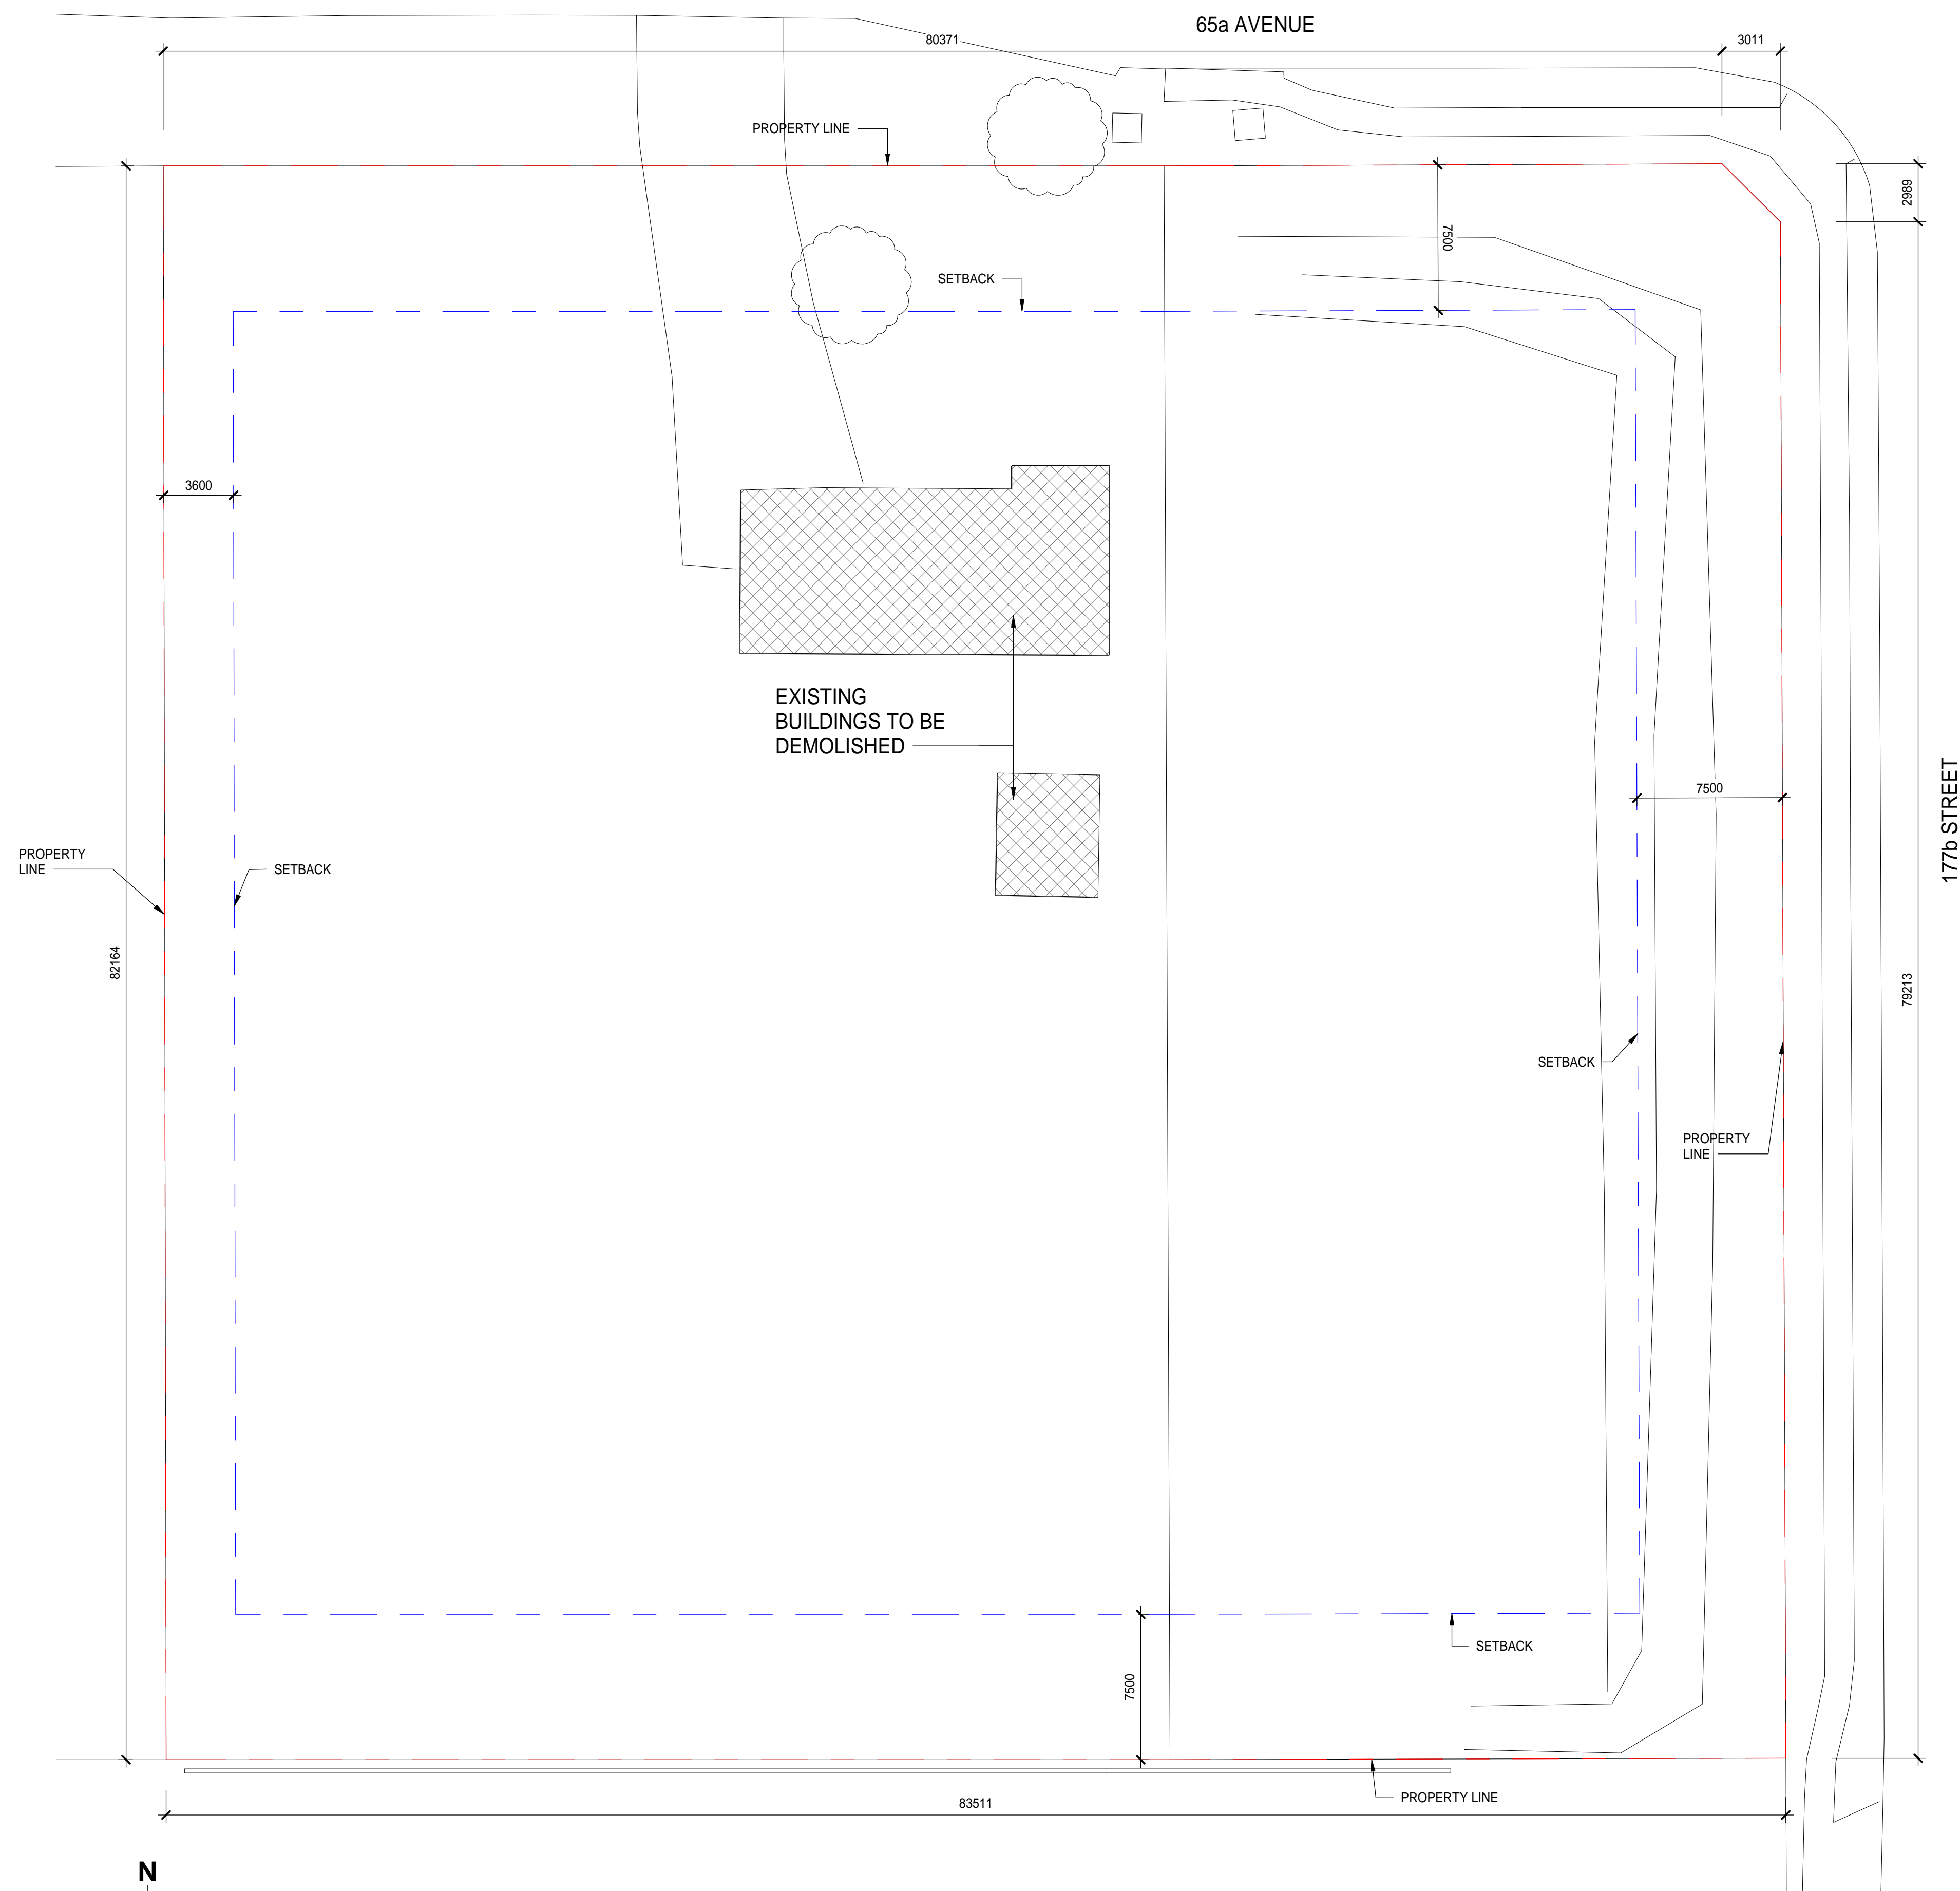 65a AVENUE
80371
3011
PROPERTY LINE
2989
7500
SETBACK
3600
EXISTING
BUILDINGS TO BE
DEMOLISHED
7500
177b STREET
PROPERTY
LINE
SETBACK
82164
79213
SETBACK
PROPERTY
LINE
SETBACK
7500
PROPERTY LINE
83511
N